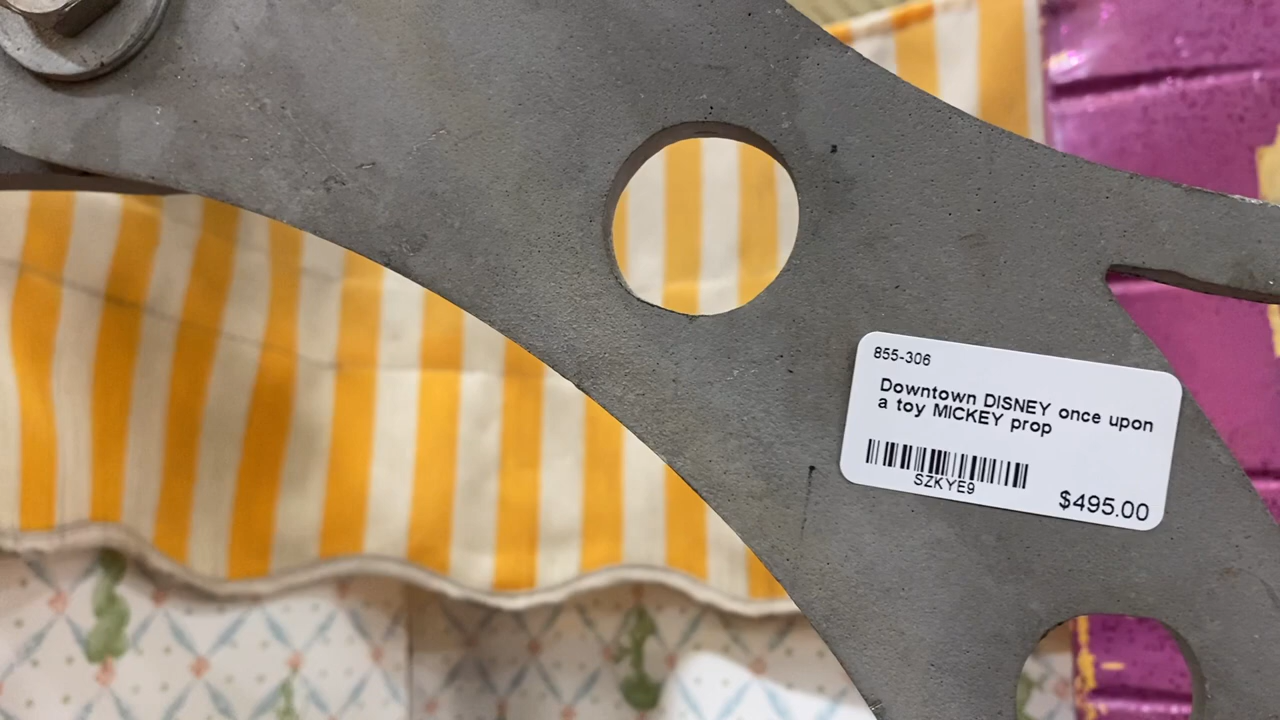 855-306
Downtown DISNEY once upon
a toy MICKEY prop
SZKYE9
$495.00